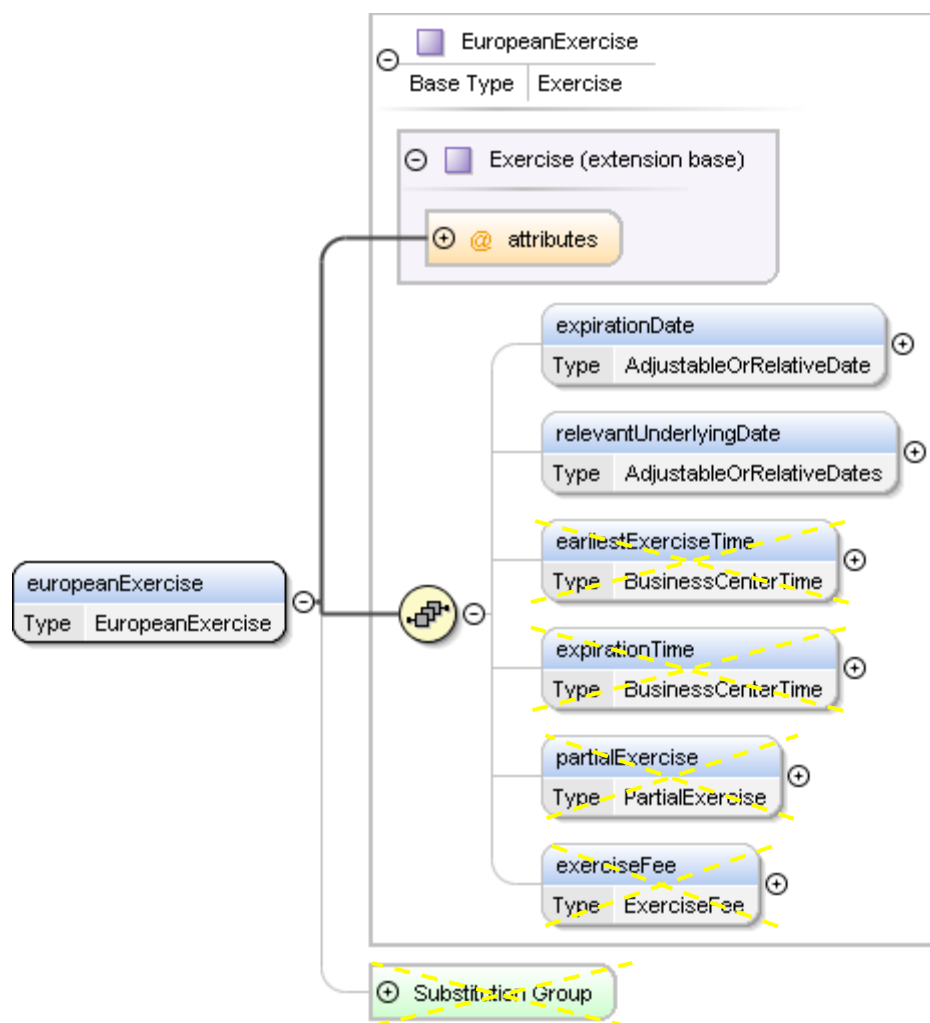 EuropeanExercise
Base Type Exercise
Exercise (extension base)
@ attributes
expirationDate
Type AdjustableOrRelativeDate
relevantUnderlyingDate
Type AdjustableOrRelativeDates
earliestExerciseTime
Type BusinessCenterTime
europeanExercise
Type EuropeanExercise
expirationTime
Type BusinessCenterTime
partialExercise
Type PartialExercise
exerciseFee
Type ExerciseFee
Substitution Group